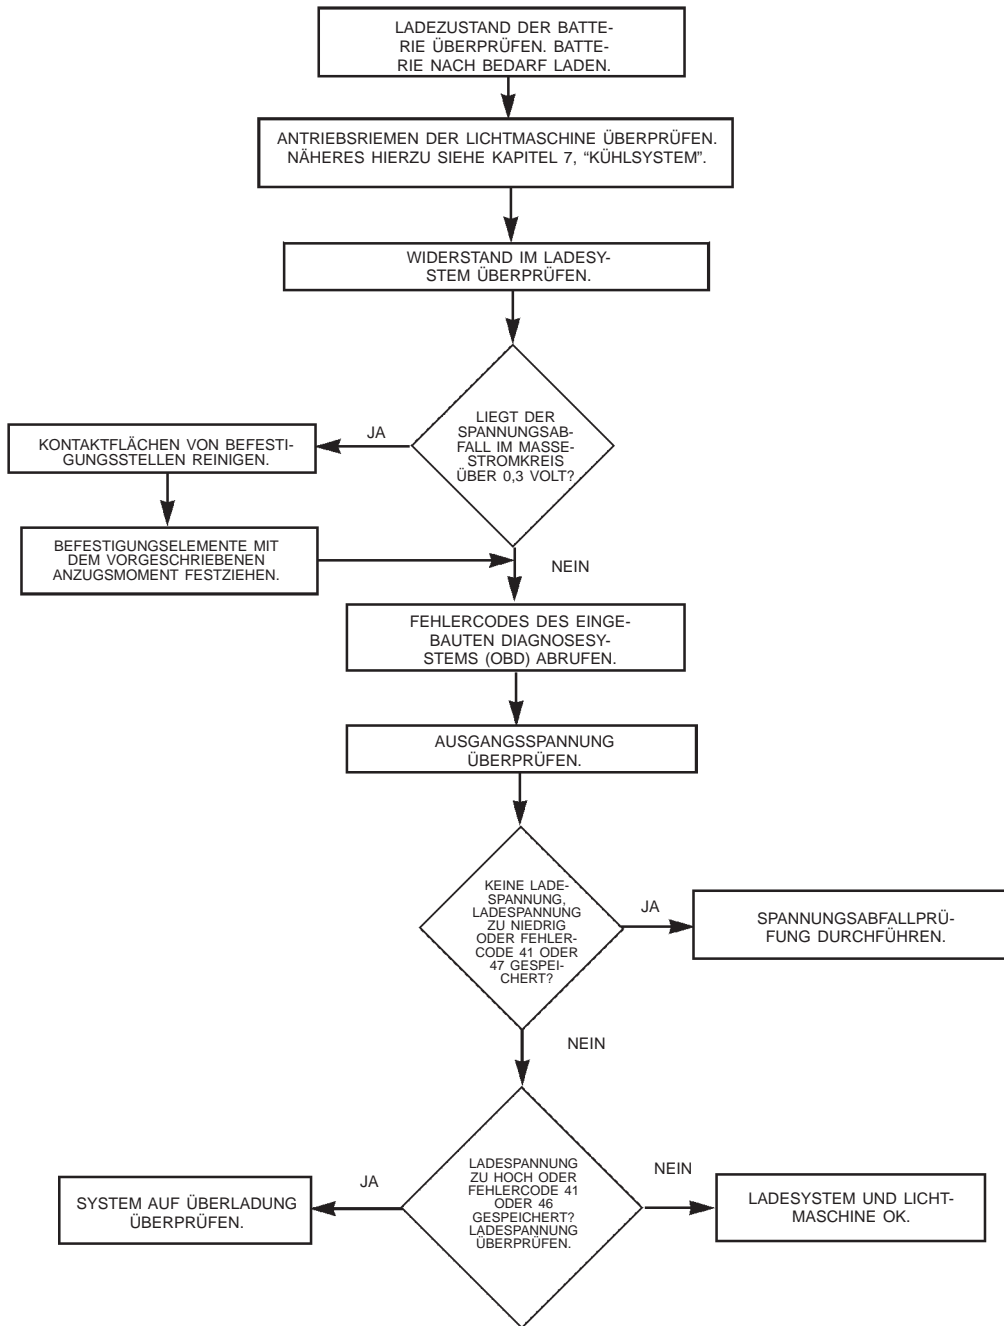 LADEZUSTAND DER BATTE-
RIE ÜBERPRÜFEN. BATTE-
RIE NACH BEDARF LADEN.
ANTRIEBSRIEMEN DER LICHTMASCHINE ÜBERPRÜFEN.
NÄHERES HIERZU SIEHE KAPITEL 7, “KÜHLSYSTEM”.
WIDERSTAND IM LADESY-
STEM ÜBERPRÜFEN.
LIEGT DER
SPANNUNGSAB-
FALL IM MASSE-
STROMKREIS
ÜBER 0,3 VOLT?
JA
KONTAKTFLÄCHEN VON BEFESTI-
GUNGSSTELLEN REINIGEN.
BEFESTIGUNGSELEMENTE MIT
DEM VORGESCHRIEBENEN
ANZUGSMOMENT FESTZIEHEN.
NEIN
FEHLERCODES DES EINGE-
BAUTEN DIAGNOSESY-
STEMS (OBD) ABRUFEN.
AUSGANGSSPANNUNG
ÜBERPRÜFEN.
KEINE LADE-
SPANNUNG,
LADESPANNUNG
ZU NIEDRIG
ODER FEHLER-
CODE 41 ODER
47 GESPEI-
CHERT?
JA
SPANNUNGSABFALLPRÜ-
FUNG DURCHFÜHREN.
NEIN
LADESPANNUNG
ZU HOCH ODER
FEHLERCODE 41
ODER 46
GESPEICHERT?
LADESPANNUNG
ÜBERPRÜFEN.
JA
SYSTEM AUF ÜBERLADUNG
ÜBERPRÜFEN.
NEIN
LADESYSTEM UND LICHT-
MASCHINE OK.